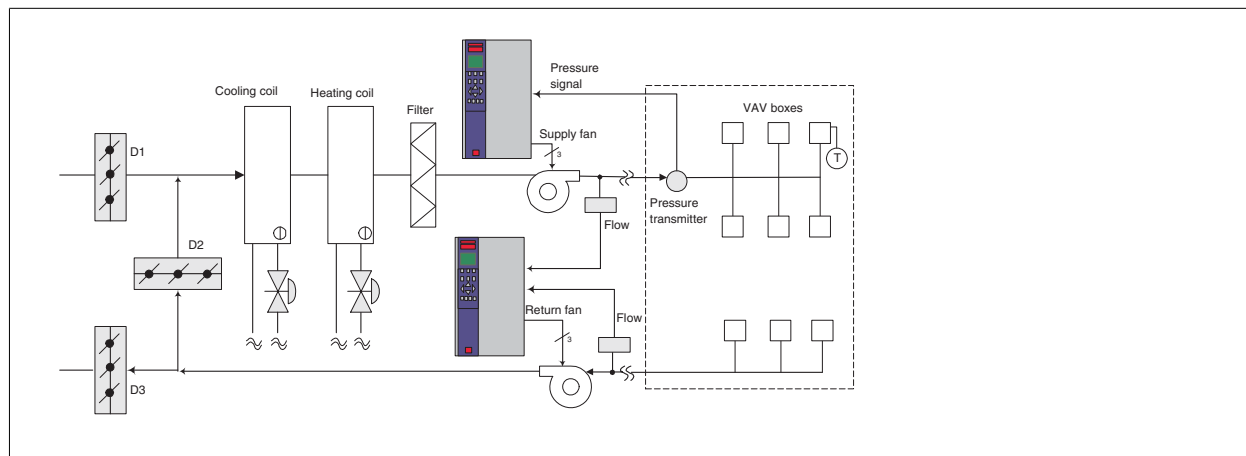 Cooling coil
Heating coil
Filter
Pressure
signal
VAV boxes
D1
Supply fan
3
T
Pressure
transmitter
Flow
D2
Return fan
3
Flow
D3